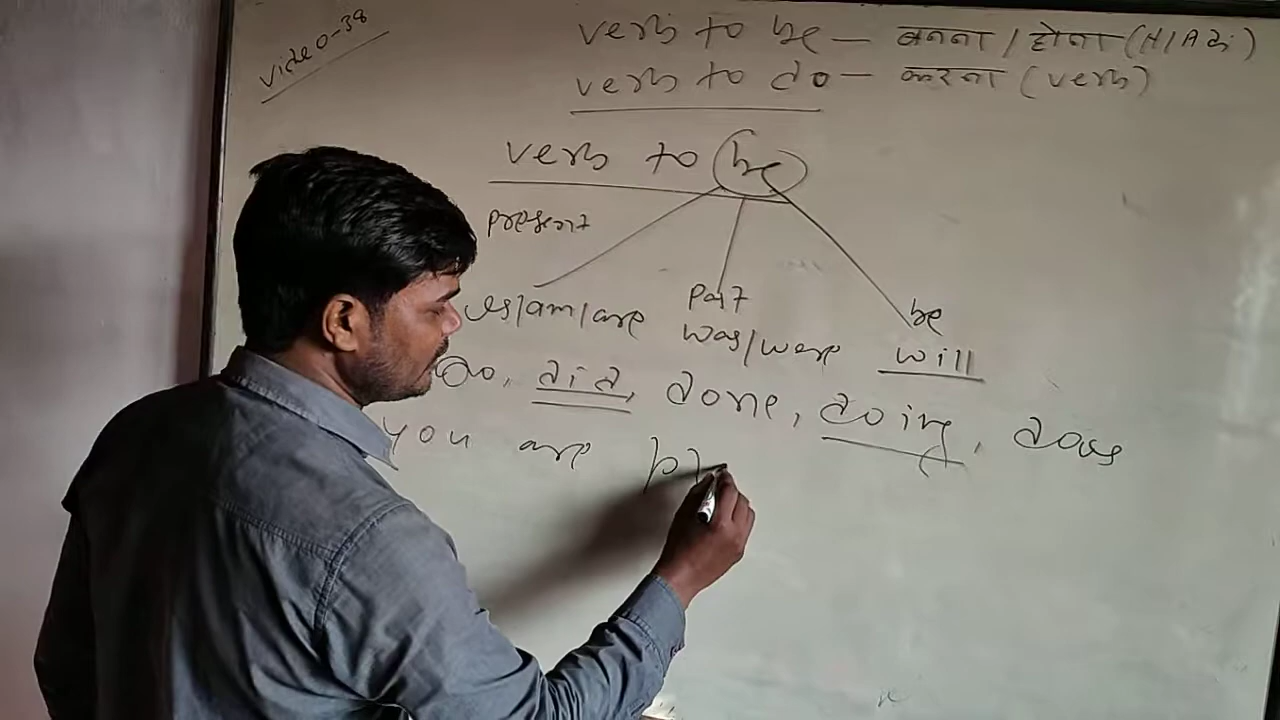 Video-38
verb to be – बनना / होना (N/Adj)
verb to do – करना (verb)
verb to be
present
is/am/are
Past
was/were
be
will
Do, did, done, doing, does
you are